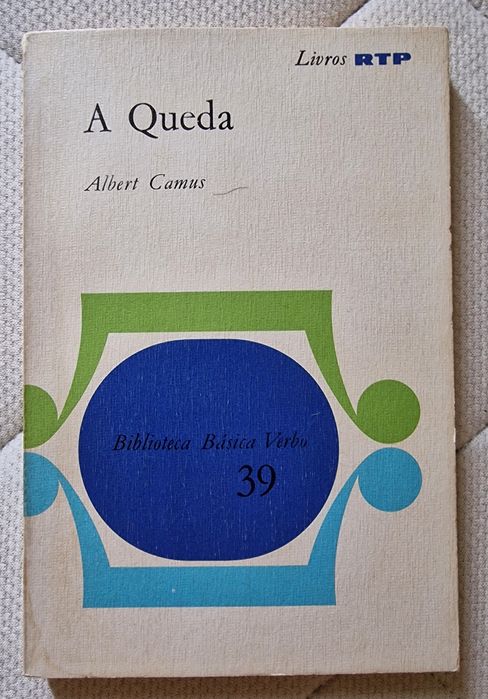 Livros RTP
A Queda
Albert Camus
Biblioteca Básica Verbo
39